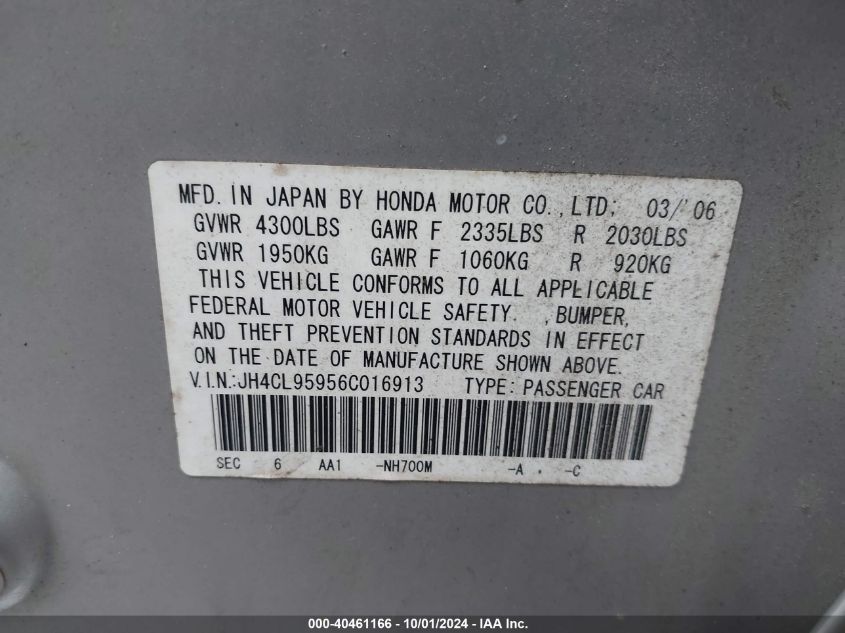 MFD. IN JAPAN BY HONDA MOTOR CO.,LTD. 03/'06
GVWR 4300LBS GAWR F 2335LBS R 2030LBS
GVWR 1950KG GAWR F 1060KG R 920KG
THIS VEHICLE CONFORMS TO ALL APPLICABLE
FEDERAL MOTOR VEHICLE SAFETY. ,BUMPER,
AND THEFT PREVENTION STANDARDS IN EFFECT
ON THE DATE OF MANUFACTURE SHOWN ABOVE.
V.I.N.:JH4CL95956C016913 TYPE: PASSENGER CAR
SEC 6 AA1 -NH700M -A -C
000-40461166 - 10/01/2024 - IAA Inc.